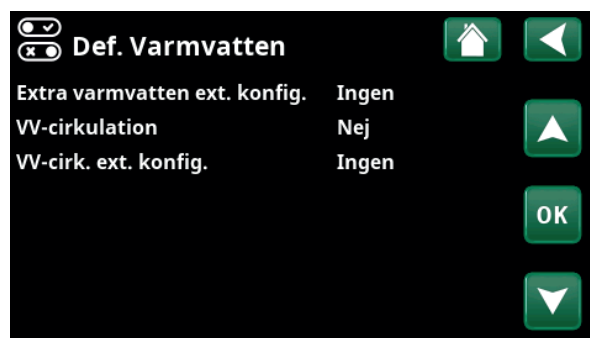 Def. Varmvatten
Extra varmvatten ext. konfig. Ingen
VV-cirkulation Nej
VV-cirk. ext. konfig. Ingen
OK